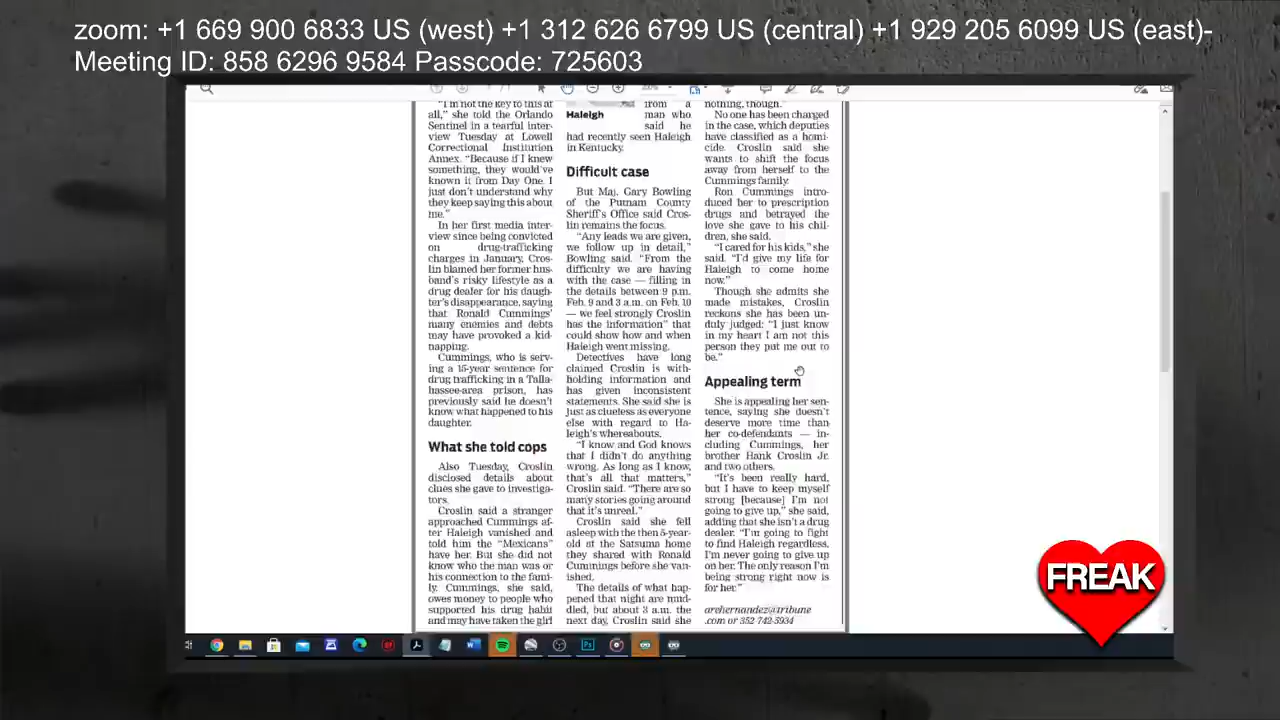 zoom: +1 669 900 6833 US (west) +1 312 626 6799 US (central) +1 929 205 6099 US (east)-
Meeting ID: 858 6296 9584 Passcode: 725603
"I'm not the key to this at
all," she told the Orlando
Sentinel in a tearful inter-
view Tuesday at Lowell
Correctional Institution
Annex. "Because if I knew
something, they would've
known it from Day One. I
just don't understand why
they keep saying this about
me."
In her first media inter-
view since being convicted
on drug-trafficking
charges in January, Cros-
lin blamed her former hus-
band's risky lifestyle as a
drug dealer for his daugh-
ter's disappearance, saying
that Ronald Cummings'
many enemies and debts
may have provoked a kid-
napping.
Cummings, who is serv-
ing a 15-year sentence for
drug trafficking in a Talla-
hassee-area prison, has
previously said he doesn't
know what happened to his
daughter.
What she told cops
Also Tuesday, Croslin
disclosed details about
clues she gave to investiga-
tors.
Croslin said a stranger
approached Cummings af-
ter Haleigh vanished and
told him the "Mexicans"
have her. But she did not
know who the man was or
his connection to the fami-
ly. Cummings, she said,
owes money to people who
supported his drug habit
and may have taken the girl
Haleigh
from a
man who
said he
had recently seen Haleigh
in Kentucky.
Difficult case
But Maj. Gary Bowling
of the Putnam County
Sheriff's Office said Cros-
lin remains the focus.
"Any leads we are given,
we follow up in detail,"
Bowling said. "From the
difficulty we are having
with the case — filling in
the details between 9 p.m.
Feb. 9 and 3 a.m. on Feb. 10
— we feel strongly Croslin
has the information" that
could show how and when
Haleigh went missing.
Detectives have long
claimed Croslin is with-
holding information and
has given inconsistent
statements. She said she is
just as clueless as everyone
else with regard to Ha-
leigh's whereabouts.
"I know and God knows
that I didn't do anything
wrong. As long as I know,
that's all that matters,"
Croslin said. "There are so
many stories going around
that it's unreal."
Croslin said she fell
asleep with the then 5-year-
old at the Satsuma home
they shared with Ronald
Cummings before she van-
ished.
The details of what hap-
pened that night are mud-
dled, but about 3 a.m. the
next day, Croslin said she
nothing, though."
No one has been charged
in the case, which deputies
have classified as a homi-
cide. Croslin said she
wants to shift the focus
away from herself to the
Cummings family.
Ron Cummings intro-
duced her to prescription
drugs and betrayed the
love she gave to his chil-
dren, she said.
"I cared for his kids," she
said. "I'd give my life for
Haleigh to come home
now."
Though she admits she
made mistakes, Croslin
reckons she has been un-
duly judged: "I just know
in my heart I am not this
person they put me out to
be."
Appealing term
She is appealing her sen-
tence, saying she doesn't
deserve more time than
her co-defendants — in-
cluding Cummings, her
brother Hank Croslin Jr.
and two others.
"It's been really hard,
but I have to keep myself
strong [because] I'm not
going to give up," she said,
adding that she isn't a drug
dealer. "I'm going to fight
to find Haleigh regardless.
I'm never going to give up
on her. The only reason I'm
being strong right now is
for her."
arehernandez@tribune
.com or 352-742-5934
FREAK